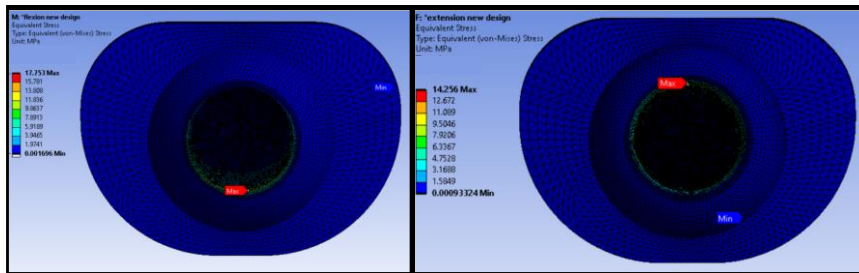 M: *flexion new design
Equivalent Stress
Type: Equivalent (von-Mises) Stress
Unit: MPa
17.753 Max
15.781
13.808
11.836
9.8637
7.8913
5.9189
3.9465
1.9741
0.001696 Min
Min
Max
F: *extension new design
Equivalent Stress
Type: Equivalent (von-Mises) Stress
Unit: MPa
14.256 Max
12.672
11.089
9.5046
7.9206
6.3367
4.7528
3.1688
1.5849
0.00093324 Min
Max
Min